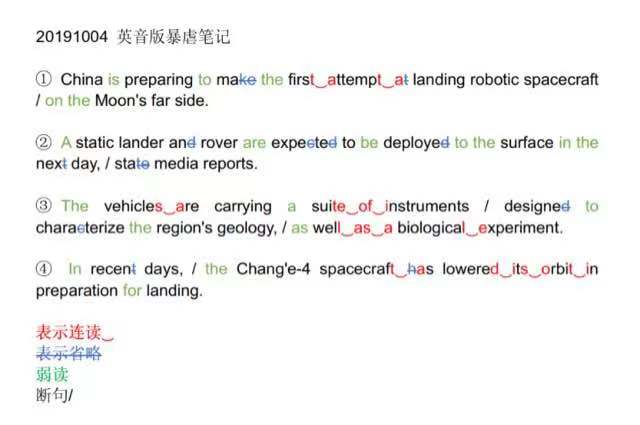 20191004 英音版暴虐笔记
① China is preparing to make the first‿attempt‿at landing robotic spacecraft
/ on the Moon's far side.
② A static lander and rover are expected to be deployed to the surface in the
next day, / state media reports.
③ The vehicles‿are carrying a suite‿of‿instruments / designed to
characterize the region's geology, / as well‿as‿a biological‿experiment.
④ In recent days, / the Chang'e-4 spacecraft‿has lowered‿its‿orbit‿in
preparation for landing.
表示连读‿
表示省略
弱读
断句/